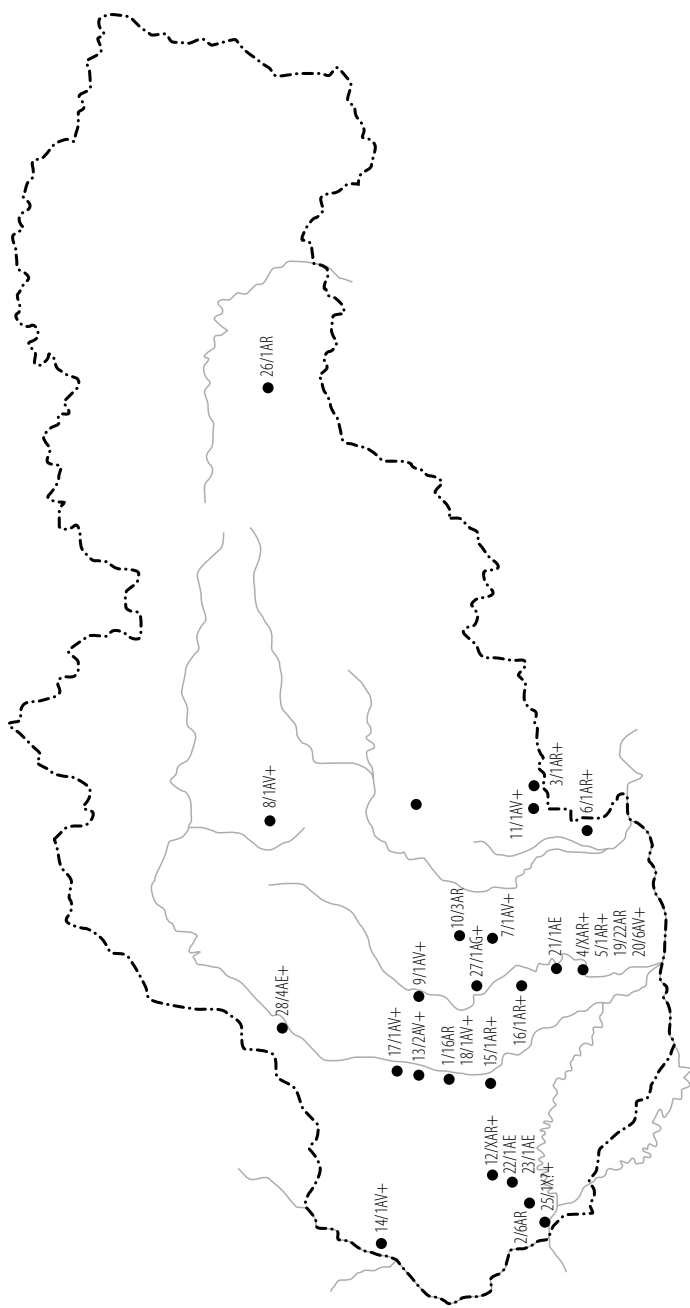 26/1AR
8/1AV+
3/1AR+
11/1AV+
6/1AR+
10/3AR
7/1AV+
27/1AG+
9/1AV+
21/1AE
4/XAR+
5/1AR+
19/22AR
20/6AV+
16/1AR+
28/4AE+
17/1AV+
13/2AV+
1/16AR
18/1AV+
15/1AR+
12/XAR+
22/1AE
23/1AE
25/1X?+
2/6AR
14/1AV+